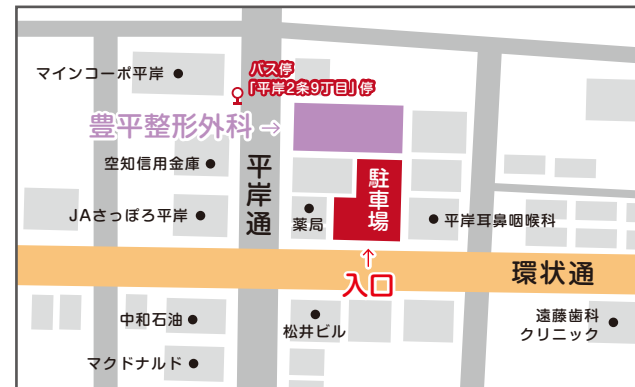 マインコーポ平岸
バス停
「平岸2条9丁目」停
豊平整形外科→
空知信用金庫
平岸通
駐車場
JAさっぽろ平岸
薬局
平岸耳鼻咽喉科
↑
入口
環状通
中和石油
松井ビル
遠藤歯科
クリニック
マクドナルド